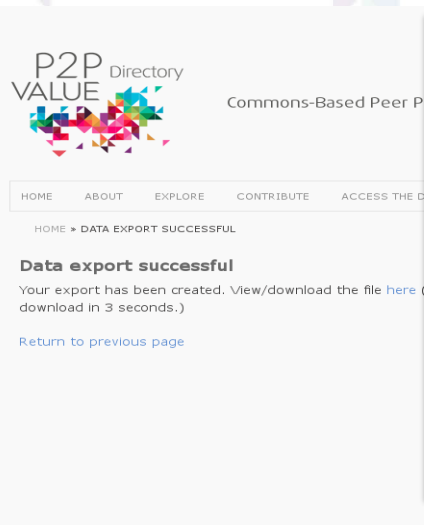 P2P Directory
VALUE
Commons-Based Peer P
HOME ABOUT EXPLORE CONTRIBUTE ACCESS THE D
HOME » DATA EXPORT SUCCESSFUL
Data export successful
Your export has been created. View/download the file here (
download in 3 seconds.)
Return to previous page